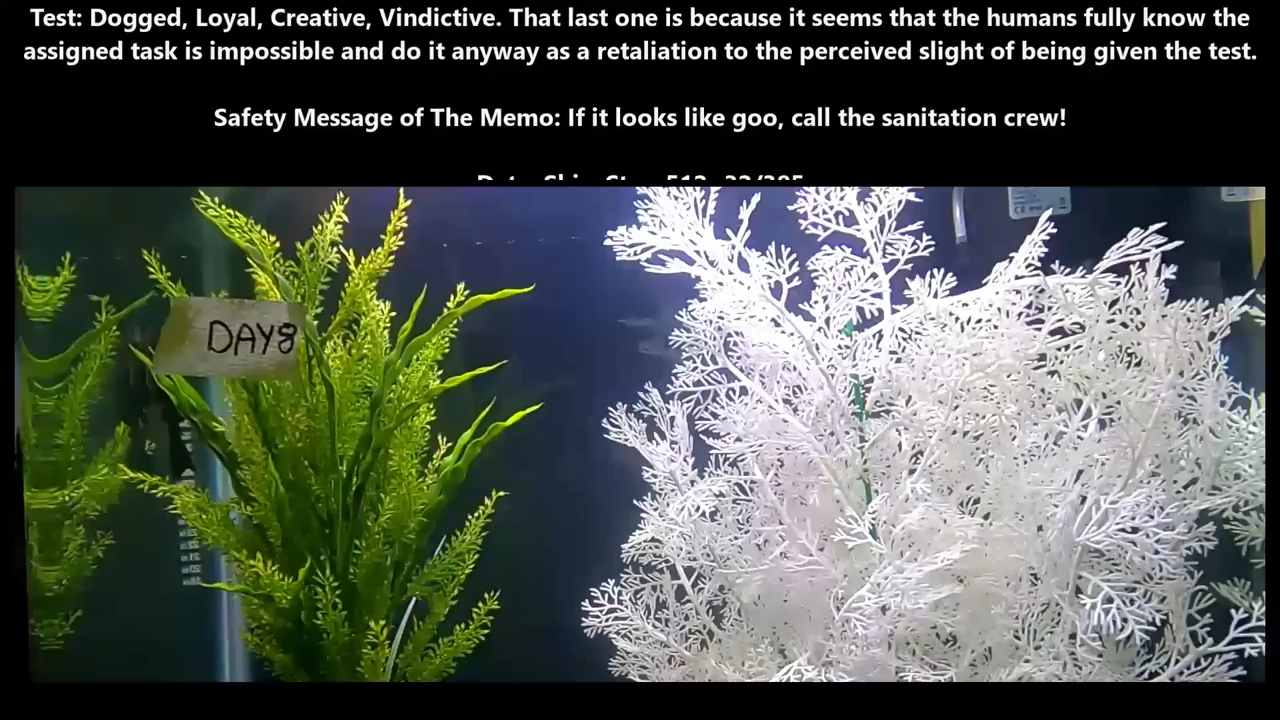 Test: Dogged, Loyal, Creative, Vindictive. That last one is because it seems that the humans fully know the
assigned task is impossible and do it anyway as a retaliation to the perceived slight of being given the test.
Safety Message of The Memo: If it looks like goo, call the sanitation crew!
DAY8